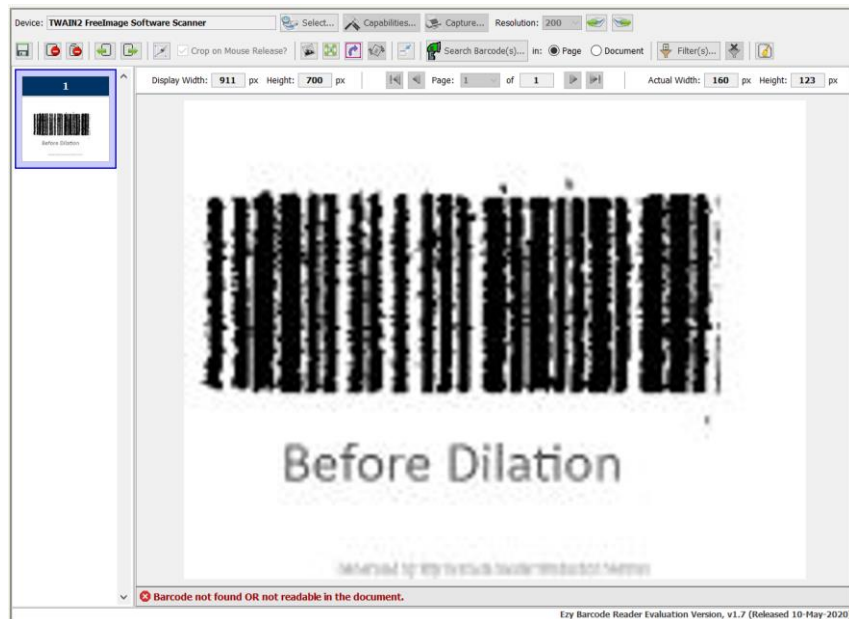 Device: TWAIN2 FreeImage Software Scanner Select... Capabilities... Capture... Resolution: 200
Crop on Mouse Release? Search Barcode(s)... in: Page Document Filter(s)...
1
Before Dilation
Display Width: 911 px Height: 700 px Page: 1 of 1 Actual Width: 160 px Height: 123 px
Before Dilation
Barcode not found OR not readable in the document.
Ezy Barcode Reader Evaluation Version, v1.7 (Released 10-May-2020)